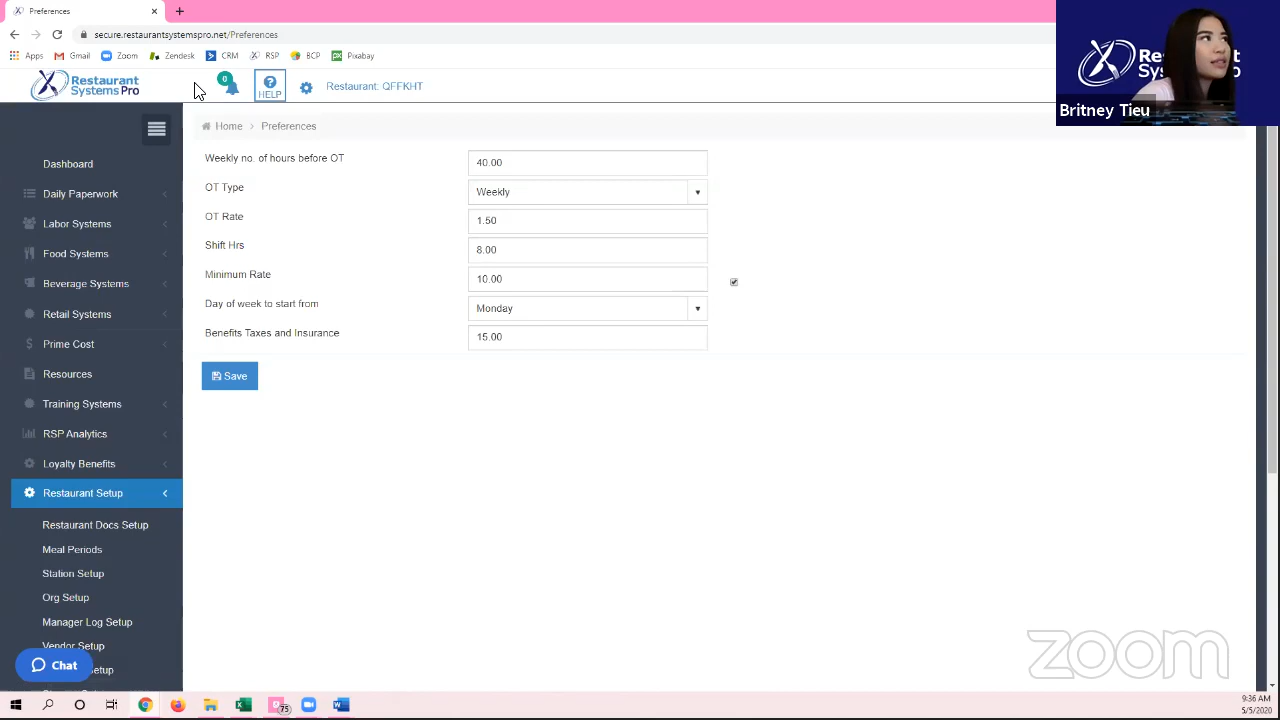 Preferences
secure.restaurantsystemspro.net/Preferences
Apps Gmail Zoom Zendesk CRM RSP BCP Pixabay
Restaurant
Systems Pro
0
HELP
Restaurant: QFFKHT
Restaurant
Britney Tieu
Home > Preferences
Dashboard
Daily Paperwork
Labor Systems
Food Systems
Beverage Systems
Retail Systems
Prime Cost
Resources
Training Systems
RSP Analytics
Loyalty Benefits
Restaurant Setup
Restaurant Docs Setup
Meal Periods
Station Setup
Org Setup
Manager Log Setup
Vendor Setup
Setup
Chat
Weekly no. of hours before OT 40.00
OT Type Weekly
OT Rate 1.50
Shift Hrs 8.00
Minimum Rate 10.00
Day of week to start from Monday
Benefits Taxes and Insurance 15.00
Save
zoom
75
9:36 AM
5/5/2020